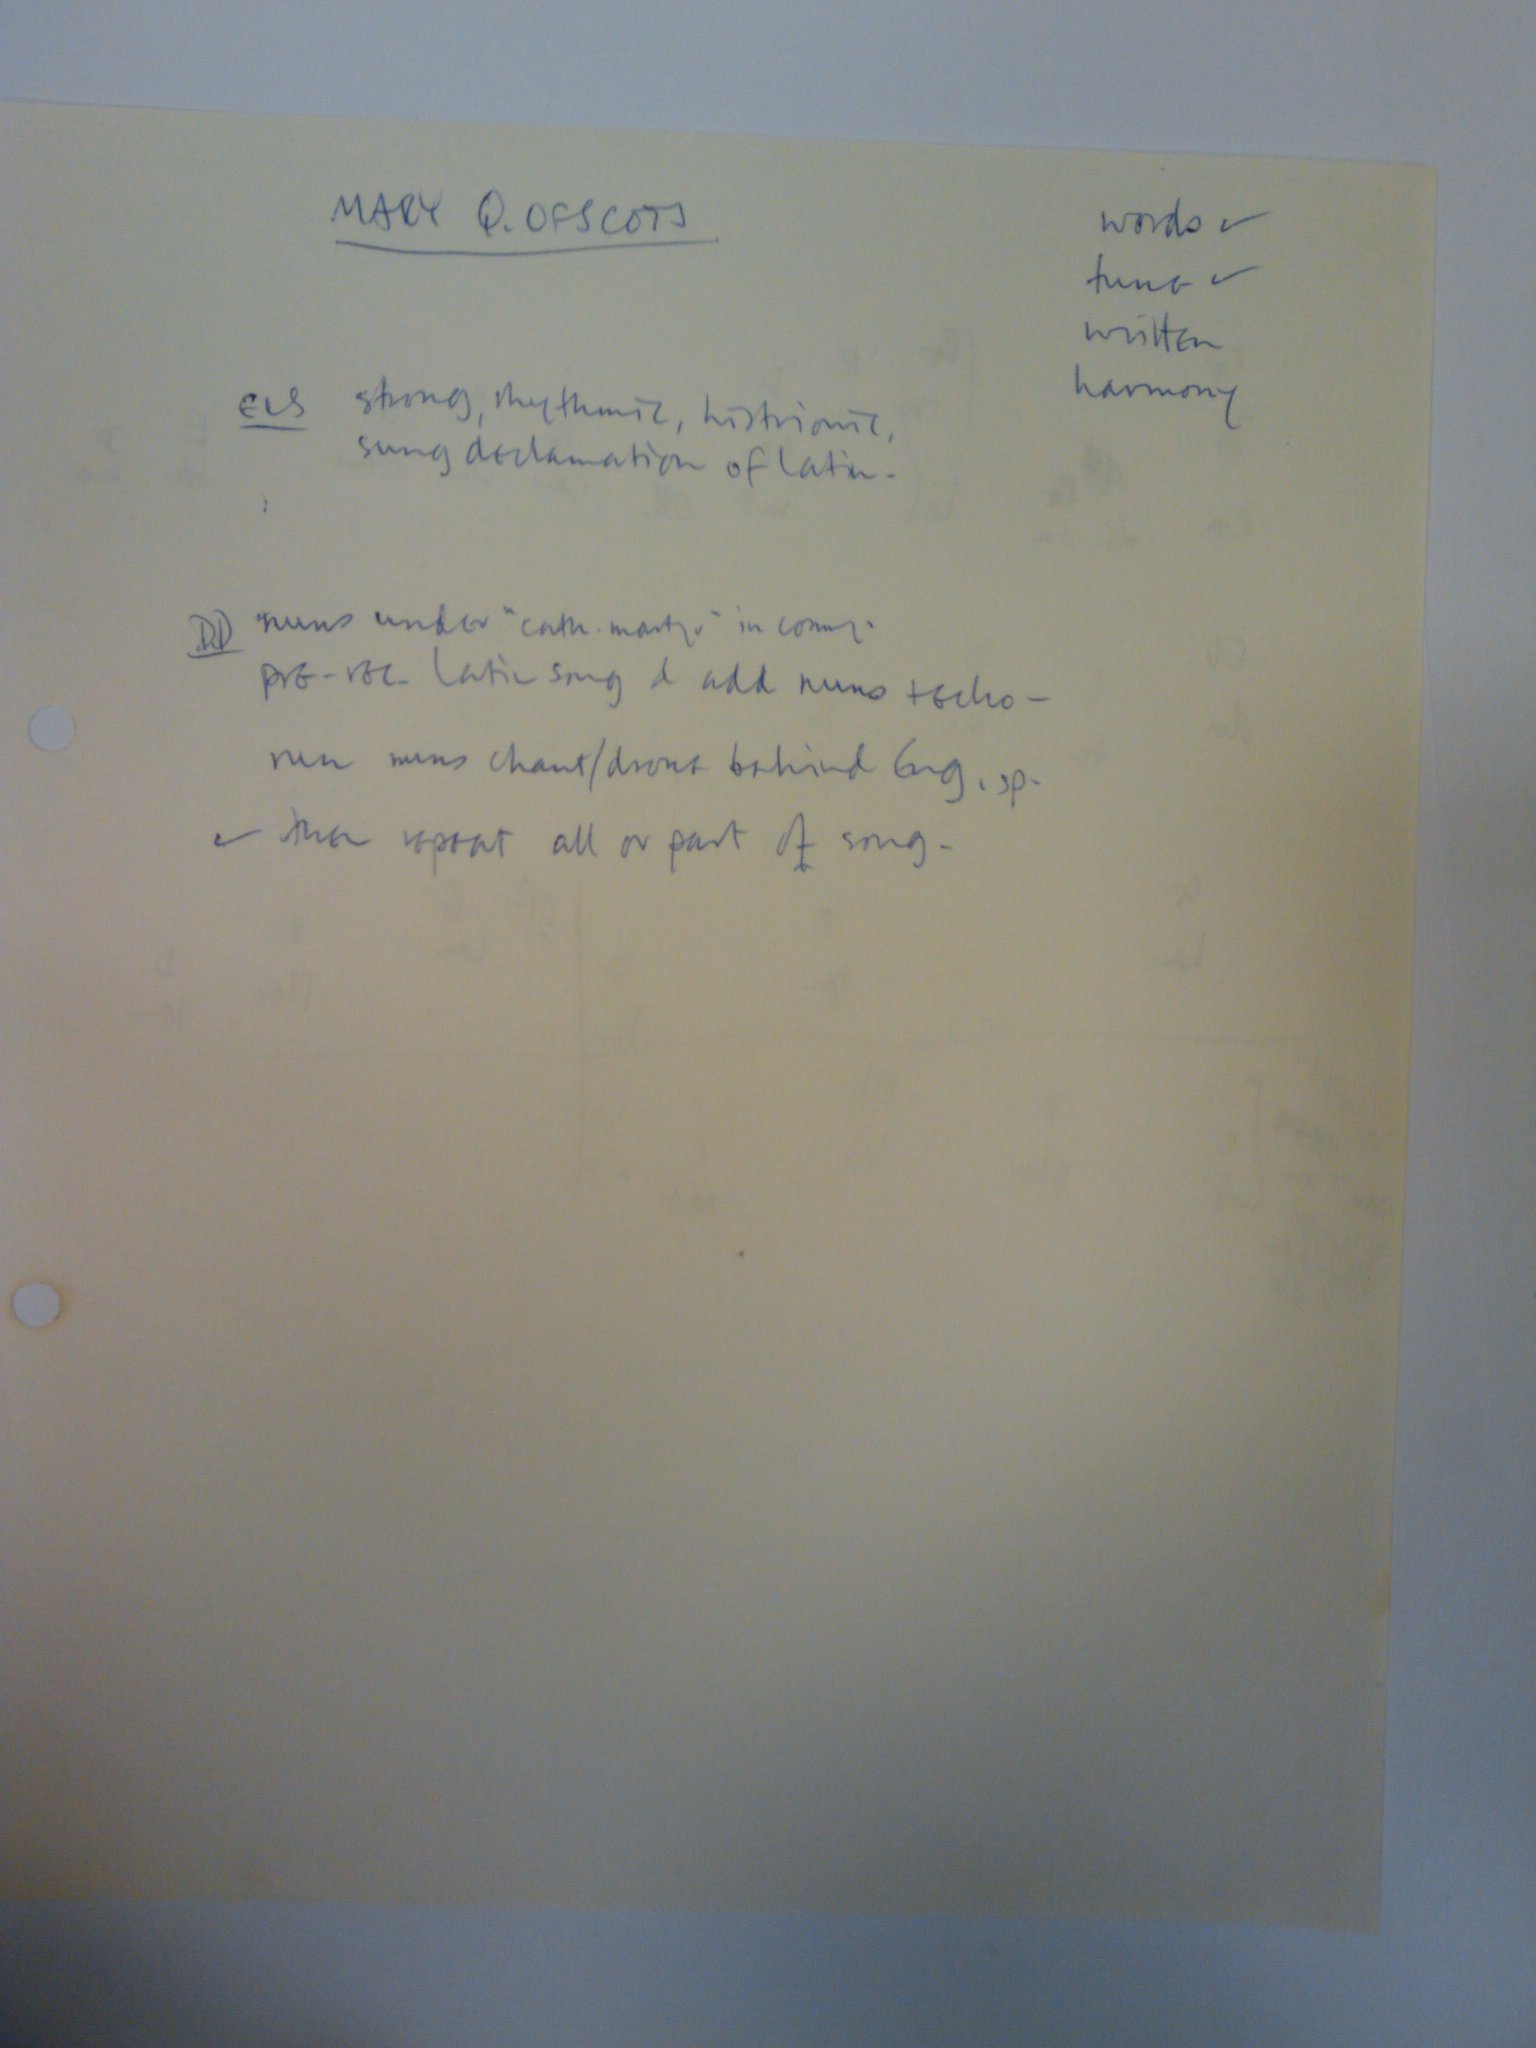 MARY Q. OF SCOTS
words ✓
tune ✓
written
harmony
ELS strong, rhythmic, histrionic,
sung declamation of Latin.
DD nuns under "cath. martyr" in
pre-rec. Latin song & add nuns + echo -
run nuns chant/drone behind Eng. sp.
✓ then repeat all or part of song.